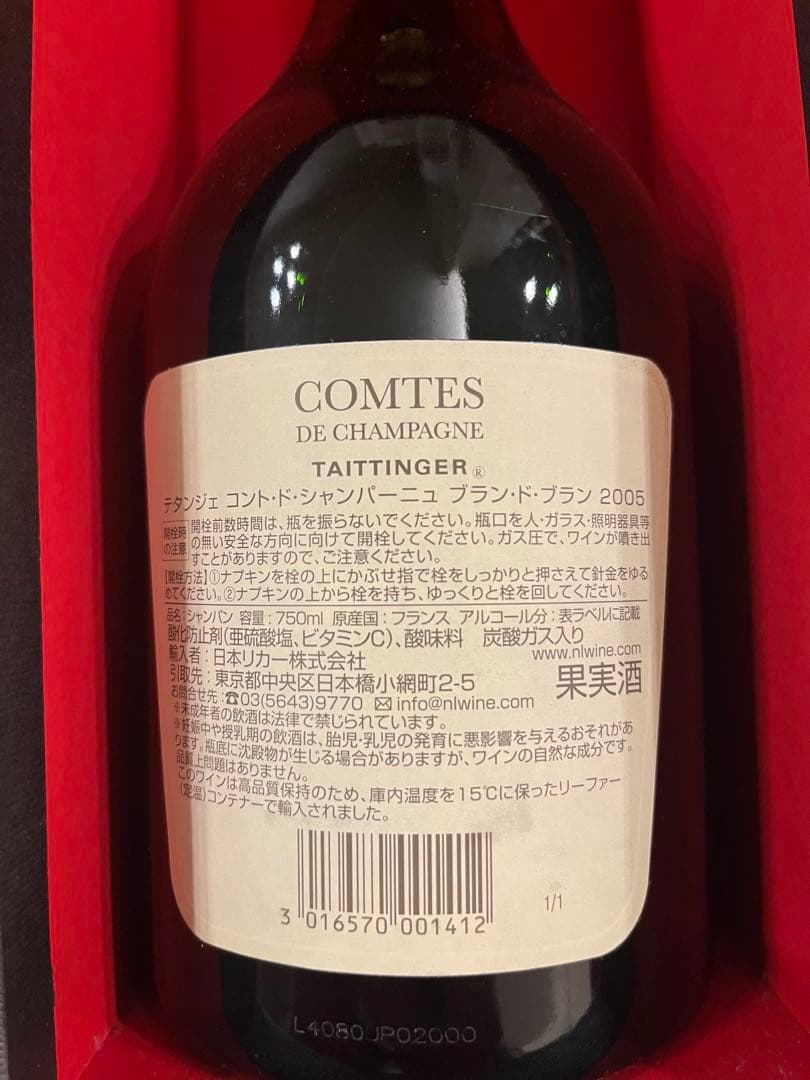 COMTES
DE CHAMPAGNE
TAITTINGER®
テタンジェ コント・ド・シャンパーニュ ブラン・ド・ブラン 2005
開栓時の注意 開栓前数時間は、瓶を振らないでください。瓶口を人・ガラス・照明器具等
の無い安全な方向に向けて開栓してください。ガス圧で、ワインが噴き出
すことがありますので、ご注意ください。
【開栓方法】①ナプキンを栓の上にかぶせ指で栓をしっかりと押さえて針金をゆる
めてください。②ナプキンの上から栓を持ち、ゆっくりと栓を回してください。
品名:シャンパン 容量:750ml 原産国:フランス アルコール分:表ラベルに記載
酸化防止剤(亜硫酸塩、ビタミンC)、酸味料 炭酸ガス入り
輸入者:日本リカー株式会社 www.nlwine.com
引取先:東京都中央区日本橋小網町2-5 果実酒
お問合せ先:☎03(5643)9770 ✉info@nlwine.com
※未成年者の飲酒は法律で禁じられています。
※妊娠中や授乳期の飲酒は、胎児・乳児の発育に悪影響を与えるおそれがあ
ります。瓶底に沈殿物が生じる場合がありますが、ワインの自然な成分です。
品質上問題はありません。
このワインは高品質保持のため、庫内温度を15℃に保ったリーファー
(定温)コンテナーで輸入されました。
3 016570 001412
1/1
L4080JP02000